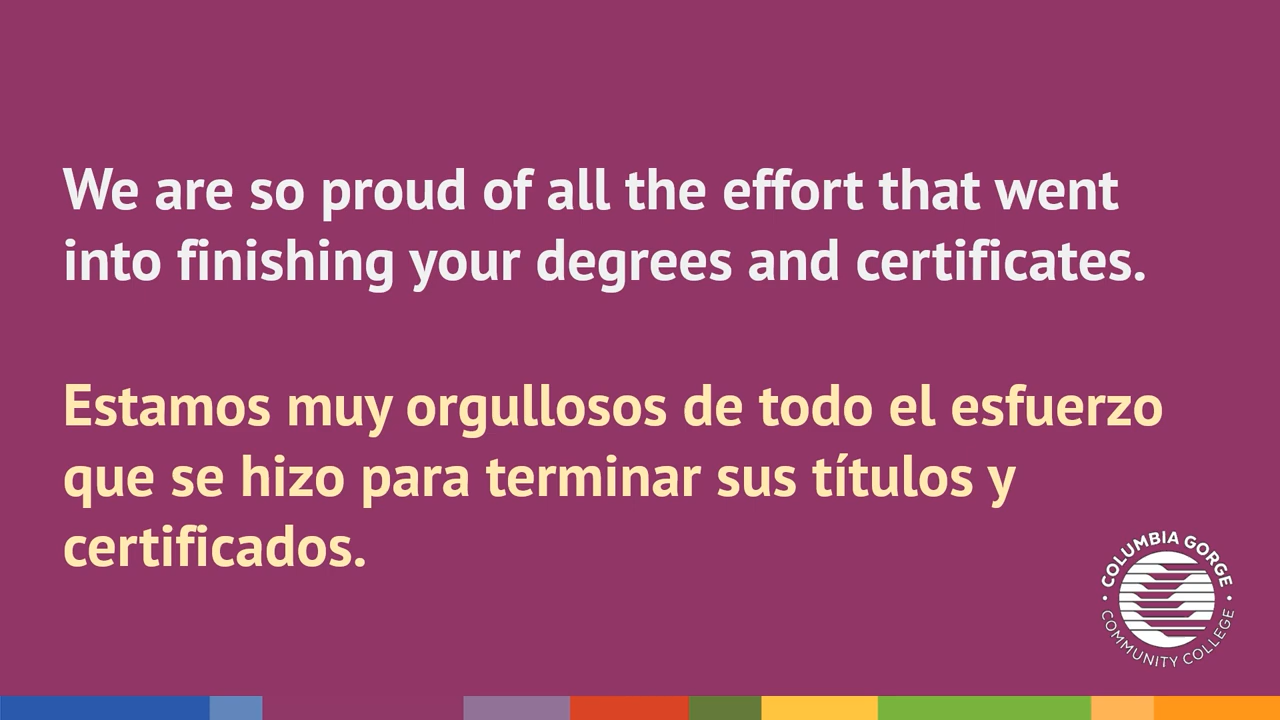 We are so proud of all the effort that went
into finishing your degrees and certificates.
Estamos muy orgullosos de todo el esfuerzo
que se hizo para terminar sus títulos y
certificados.
COLUMBIA GORGE
COMMUNITY COLLEGE